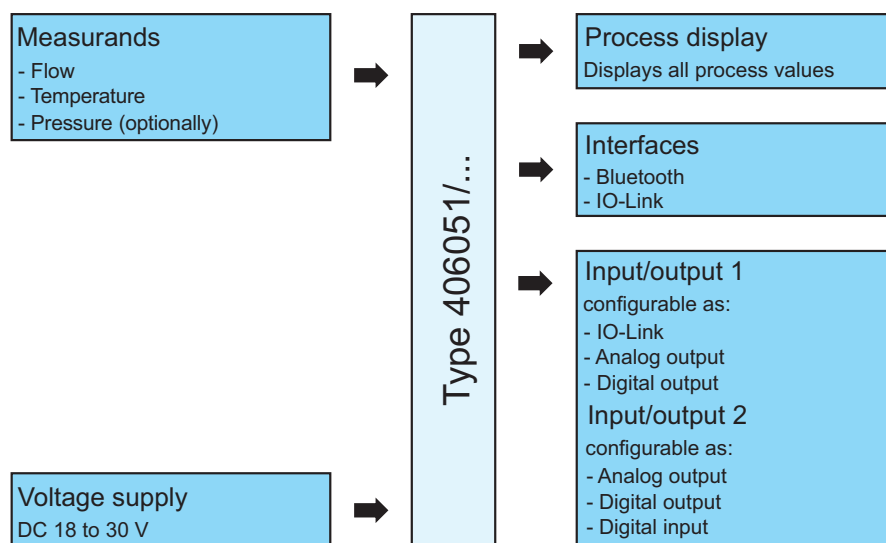 Measurands
- Flow
- Temperature
- Pressure (optionally)
Voltage supply
DC 18 to 30 V
Type 406051/...
Process display
Displays all process values
Interfaces
- Bluetooth
- IO-Link
Input/output 1
configurable as:
- IO-Link
- Analog output
- Digital output
Input/output 2
configurable as:
- Analog output
- Digital output
- Digital input